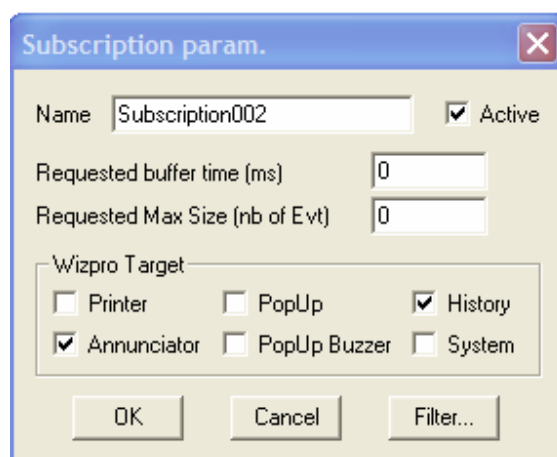 Subscription param.
Name Subscription002 Active
Requested buffer time (ms) 0
Requested Max Size (nb of Evt) 0
Wizpro Target
Printer PopUp History
Annunciator PopUp Buzzer System
OK Cancel Filter...